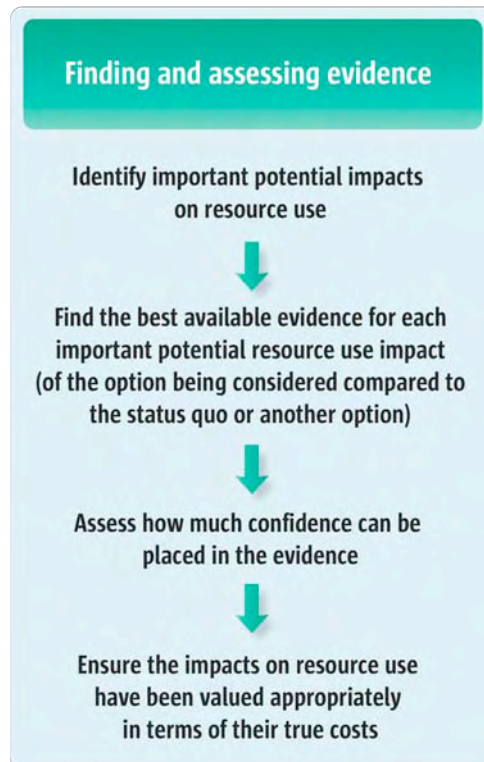 Finding and assessing evidence
Identify important potential impacts
on resource use
Find the best available evidence for each
important potential resource use impact
(of the option being considered compared to
the status quo or another option)
Assess how much confidence can be
placed in the evidence
Ensure the impacts on resource use
have been valued appropriately
in terms of their true costs